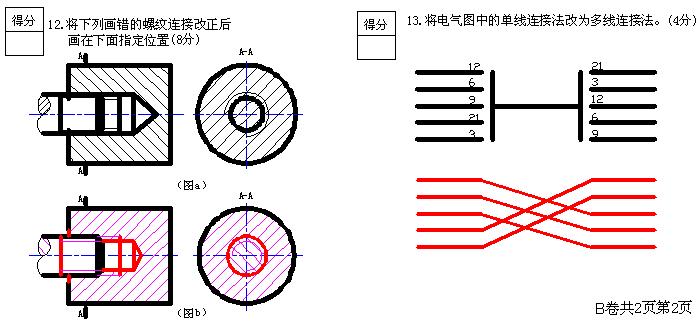 得分
12.将下列画错的螺纹连接改正后
画在下面指定位置(8分)
A
A-A
A
(图a)
A
A-A
A
(图b)
得分
13.将电气图中的单线连接法改为多线连接法。(4分)
12 21
6 3
9 12
21 6
3 9
B卷共2页第2页